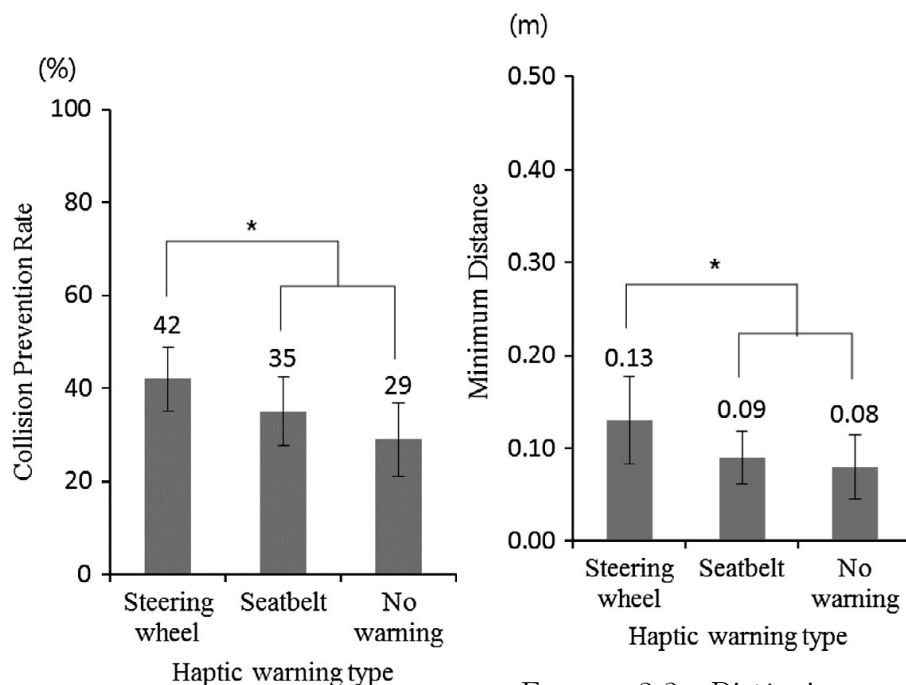 (%)
Collision Prevention Rate
100
80
60
40
20
0
*
42
35
29
Steering
wheel
Seatbelt
No
warning
Haptic warning type
(m)
Minimum Distance
0.50
0.40
0.30
0.20
0.10
0.00
*
0.13
0.09
0.08
Steering
wheel
Seatbelt
No
warning
Haptic warning type